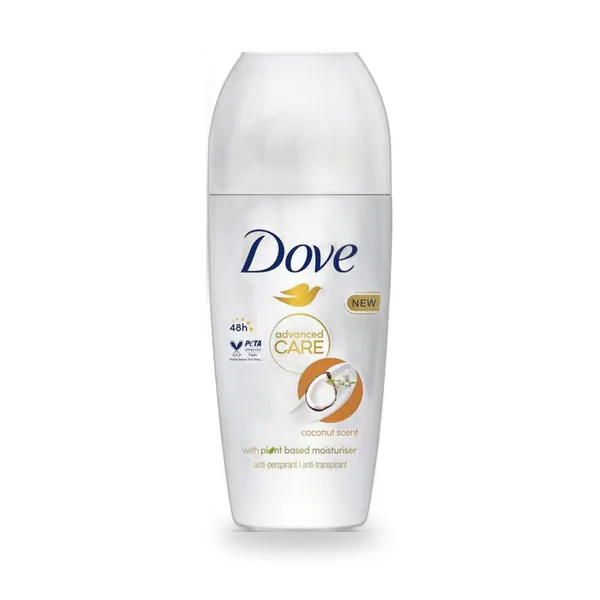 Dove
NEW
48h
advanced
CARE
PETA
coconut scent
with plant based moisturiser
anti-perspirant | anti-transpirant